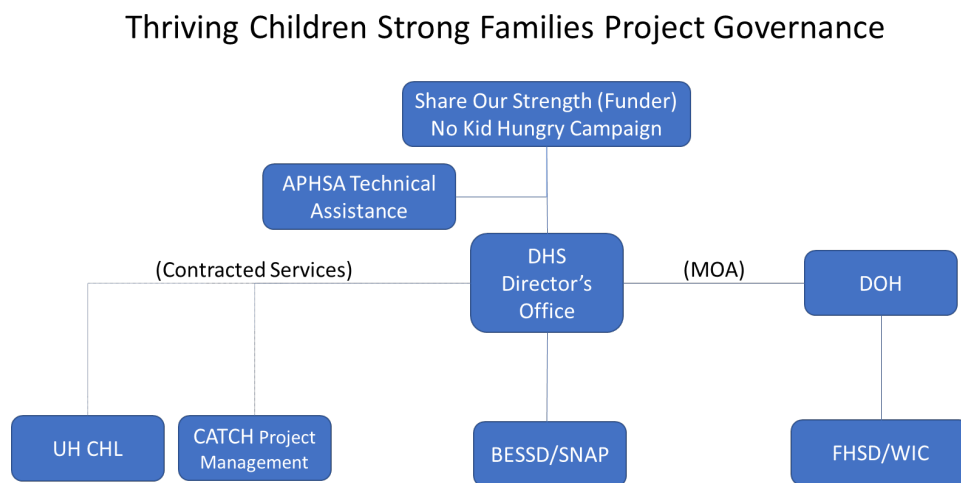 Thriving Children Strong Families Project Governance
Share Our Strength (Funder)
No Kid Hungry Campaign
APHSA Technical
Assistance
(Contracted Services)
DHS
Director’s
Office
(MOA)
DOH
UH CHL
CATCH Project
Management
BESSD/SNAP
FHSD/WIC